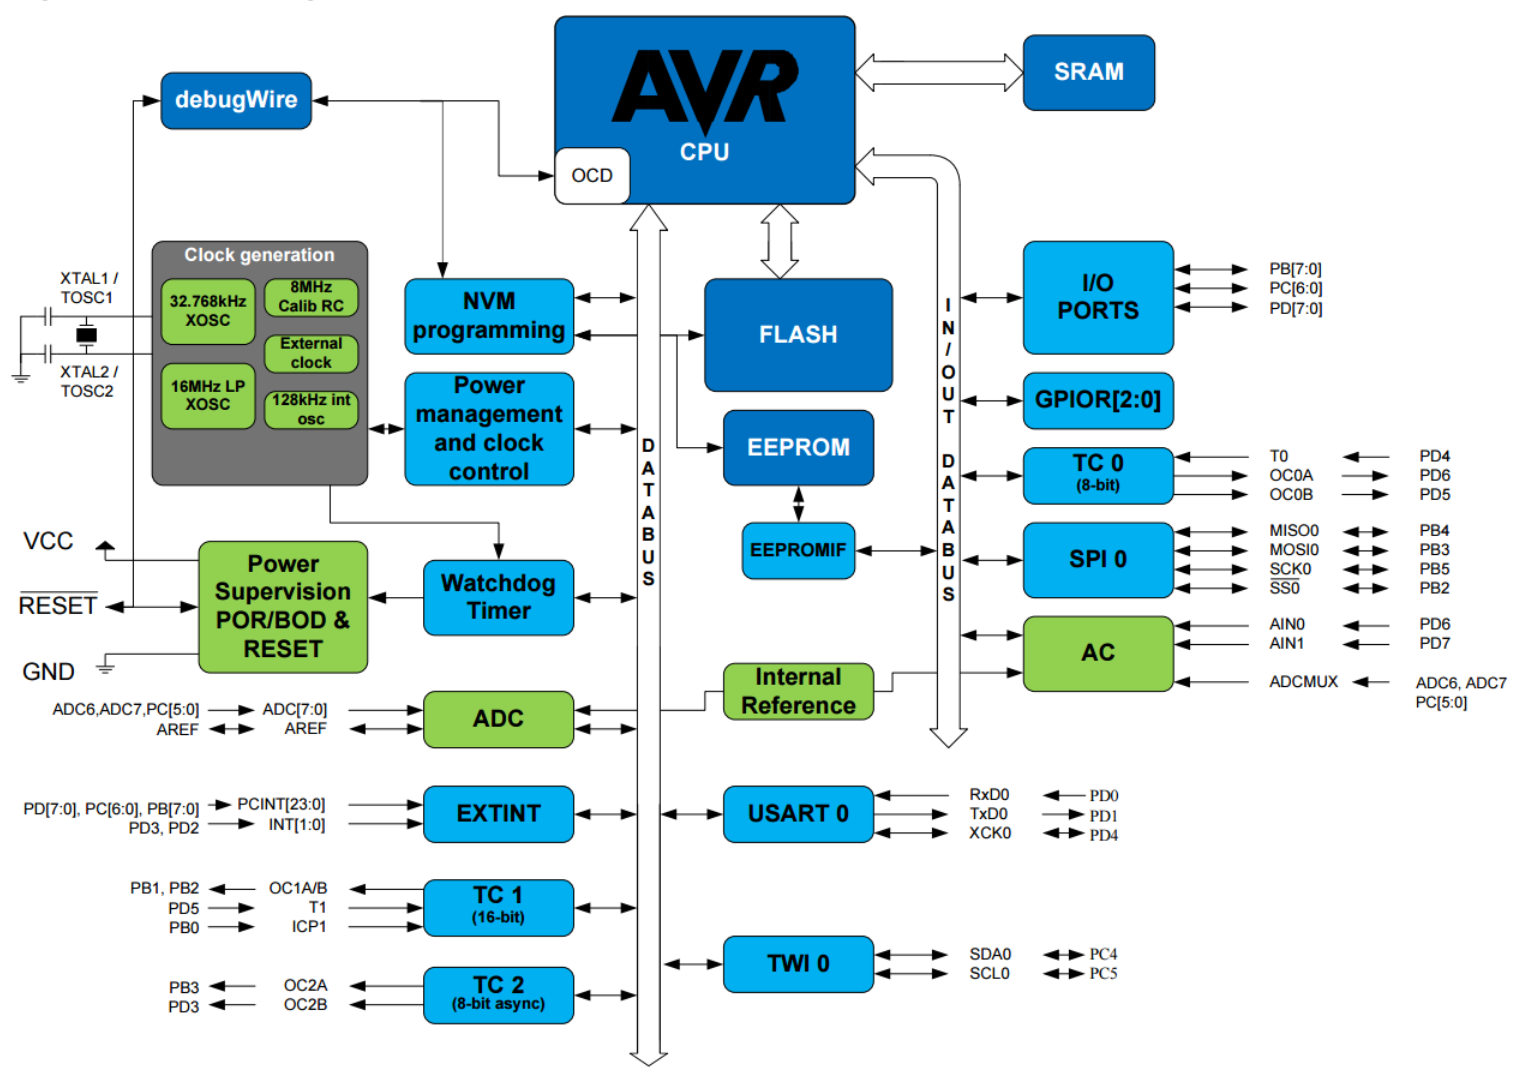 AVR
CPU
OCD
SRAM
debugWire
Clock generation
32.768kHz
XOSC
8MHz
Calib RC
External
clock
16MHz LP
XOSC
128kHz int
osc
XTAL1 /
TOSC1
XTAL2 /
TOSC2
NVM
programming
FLASH
Power
management
and clock
control
EEPROM
EEPROMIF
DATABUS
IN/OUT DATABUS
I/O
PORTS
PB[7:0]
PC[6:0]
PD[7:0]
GPIOR[2:0]
TC 0
(8-bit)
T0 PD4
OC0A PD6
OC0B PD5
SPI 0
MISO0 PB4
MOSI0 PB3
SCK0 PB5
SS0 PB2
AC
AIN0 PD6
AIN1 PD7
ADCMUX ADC6, ADC7
PC[5:0]
VCC
RESET
GND
Power
Supervision
POR/BOD &
RESET
Watchdog
Timer
Internal
Reference
ADC6,ADC7,PC[5:0] ADC[7:0]
AREF AREF
ADC
PD[7:0], PC[6:0], PB[7:0] PCINT[23:0]
PD3, PD2 INT[1:0]
EXTINT
USART 0
RxD0 PD0
TxD0 PD1
XCK0 PD4
PB1, PB2 OC1A/B
PD5 T1
PB0 ICP1
TC 1
(16-bit)
TWI 0
SDA0 PC4
SCL0 PC5
PB3 OC2A
PD3 OC2B
TC 2
(8-bit async)